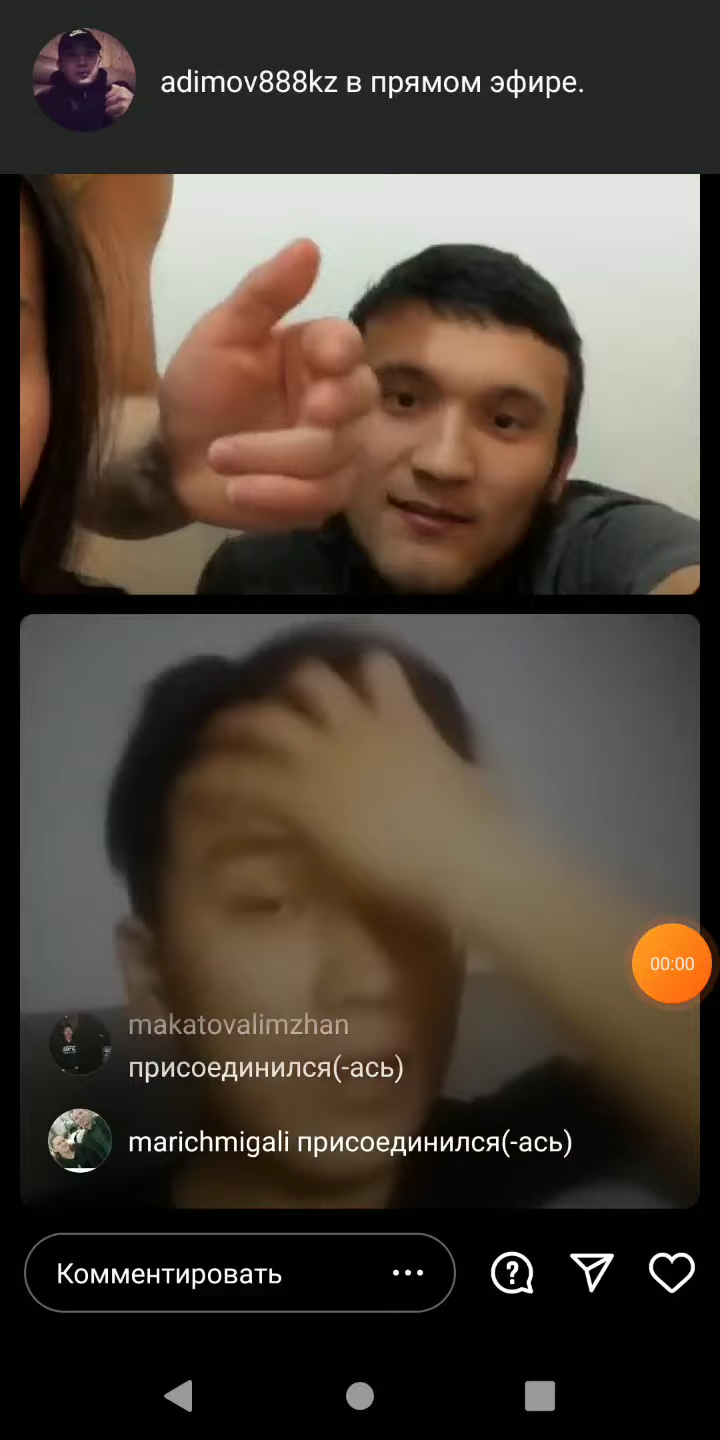 adimov888kz в прямом эфире.
00:00
makatovalimzhan
присоединился(-ась)
marichmigali присоединился(-ась)
Комментировать